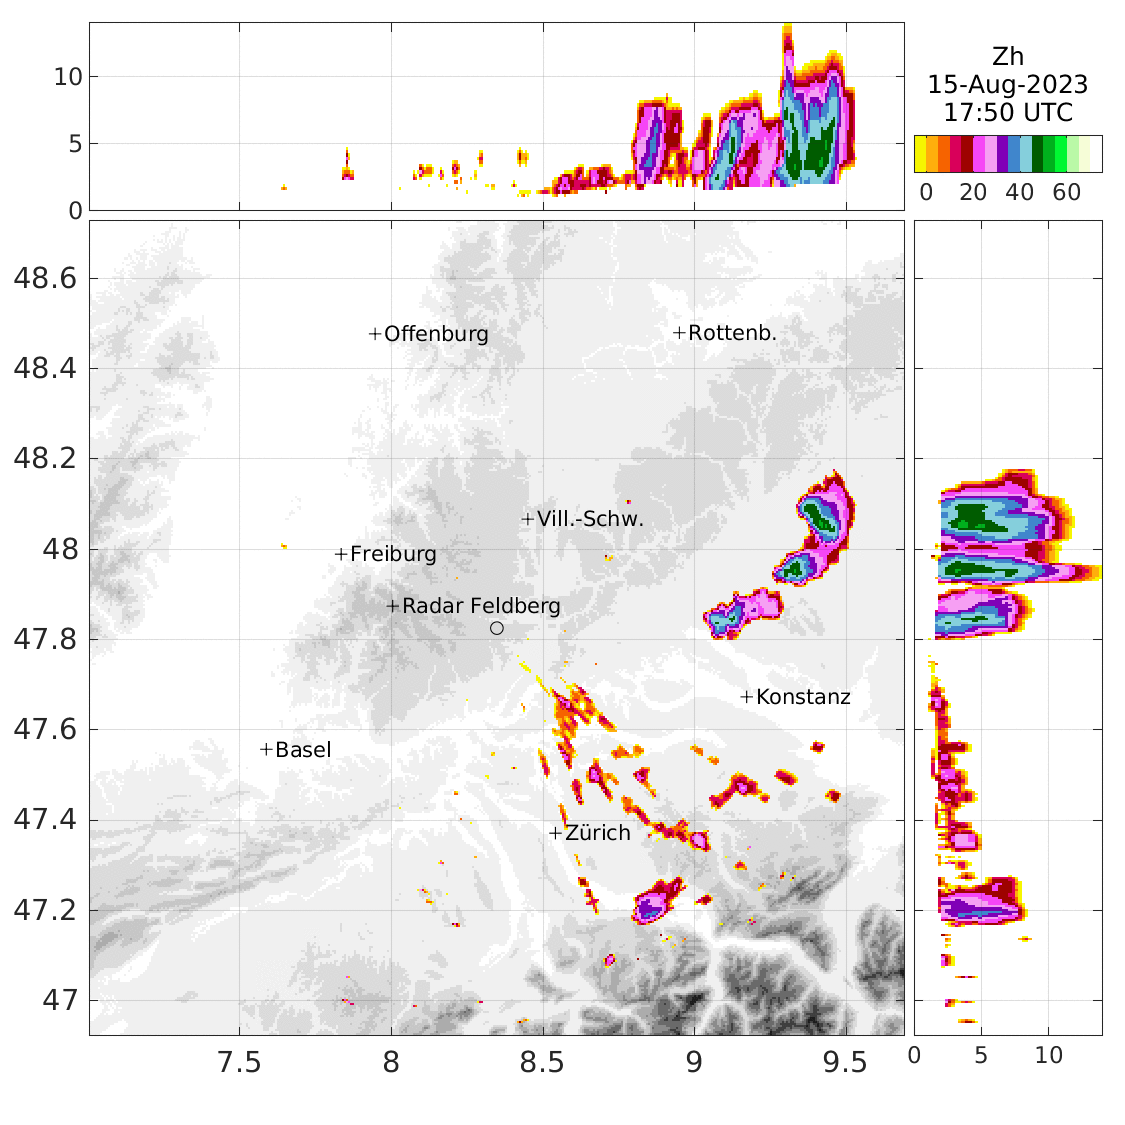 10
5
0
Zh
15-Aug-2023
17:50 UTC
0 20 40 60
48.6
48.4
48.2
48
47.8
47.6
47.4
47.2
47
+Offenburg
+Rottenb.
+Vill.-Schw.
+Freiburg
+Radar Feldberg
+Konstanz
+Basel
+Zürich
7.5 8 8.5 9 9.5
0 5 10